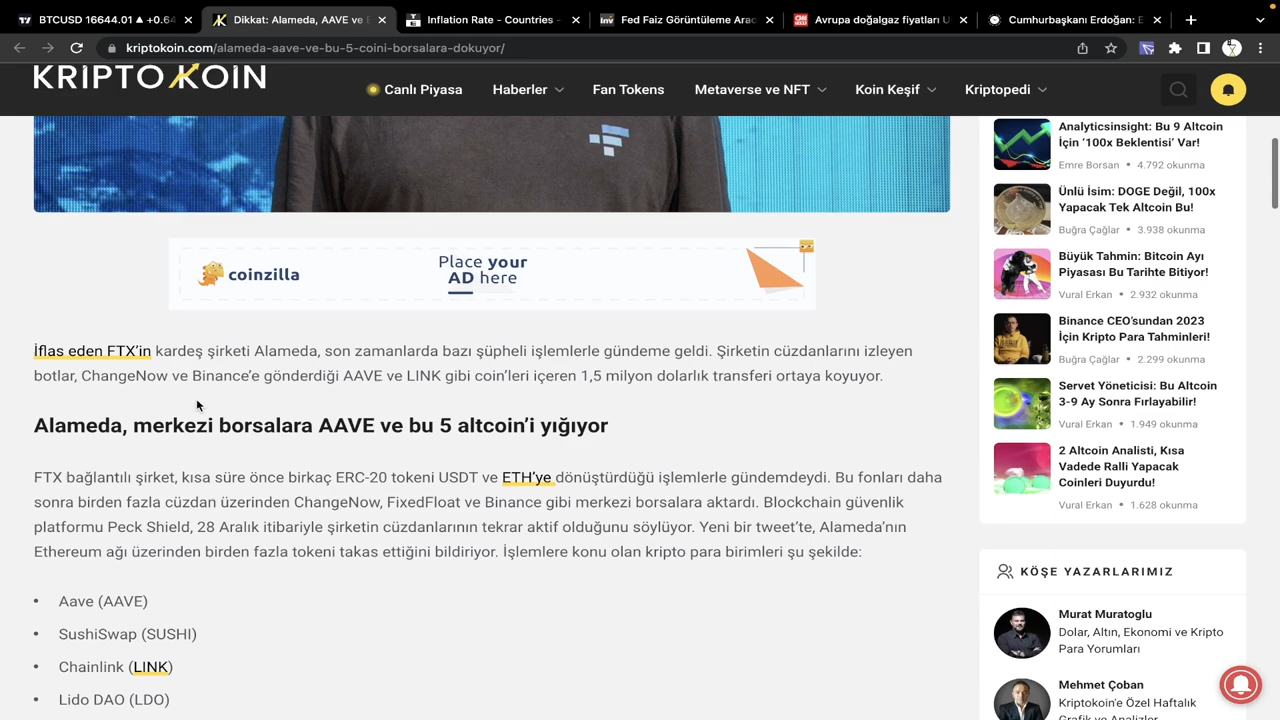 BTCUSD 16644.01 ▲ +0.64
Dikkat: Alameda, AAVE ve B
Inflation Rate - Countries -
Fed Faiz Görüntüleme Arac
Avrupa doğalgaz fiyatları U
Cumhurbaşkanı Erdoğan: E
kriptokoin.com/alameda-aave-ve-bu-5-coini-borsalara-dokuyor/
KRİPTOKOİN
Canlı Piyasa
Haberler
Fan Tokens
Metaverse ve NFT
Koin Keşif
Kriptopedi
coinzilla
Place your
AD here
İflas eden FTX'in kardeş şirketi Alameda, son zamanlarda bazı şüpheli işlemlerle gündeme geldi. Şirketin cüzdanlarını izleyen
botlar, ChangeNow ve Binance'e gönderdiği AAVE ve LINK gibi coin'leri içeren 1,5 milyon dolarlık transferi ortaya koyuyor.
Alameda, merkezi borsalara AAVE ve bu 5 altcoin'i yığıyor
FTX bağlantılı şirket, kısa süre önce birkaç ERC-20 tokeni USDT ve ETH'ye dönüştürdüğü işlemlerle gündemdeydi. Bu fonları daha
sonra birden fazla cüzdan üzerinden ChangeNow, FixedFloat ve Binance gibi merkezi borsalara aktardı. Blockchain güvenlik
platformu Peck Shield, 28 Aralık itibariyle şirketin cüzdanlarının tekrar aktif olduğunu söylüyor. Yeni bir tweet'te, Alameda'nın
Ethereum ağı üzerinden birden fazla tokeni takas ettiğini bildiriyor. İşlemlere konu olan kripto para birimleri şu şekilde:
• Aave (AAVE)
• SushiSwap (SUSHI)
• Chainlink (LINK)
• Lido DAO (LDO)
Analyticsinsight: Bu 9 Altcoin
İçin '100x Beklentisi' Var!
Emre Borsan • 4.792 okunma
Ünlü İsim: DOGE Değil, 100x
Yapacak Tek Altcoin Bu!
Buğra Çağlar • 3.938 okunma
Büyük Tahmin: Bitcoin Ayı
Piyasası Bu Tarihte Bitiyor!
Vural Erkan • 2.932 okunma
Binance CEO'sundan 2023
İçin Kripto Para Tahminleri!
Buğra Çağlar • 2.299 okunma
Servet Yöneticisi: Bu Altcoin
3-9 Ay Sonra Fırlayabilir!
Vural Erkan • 1.949 okunma
2 Altcoin Analisti, Kısa
Vadede Ralli Yapacak
Coinleri Duyurdu!
Vural Erkan • 1.628 okunma
KÖŞE YAZARLARIMIZ
Murat Muratoglu
Dolar, Altın, Ekonomi ve Kripto
Para Yorumları
Mehmet Çoban
Kriptokoin'e Özel Haftalık
Grafik ve Analizler